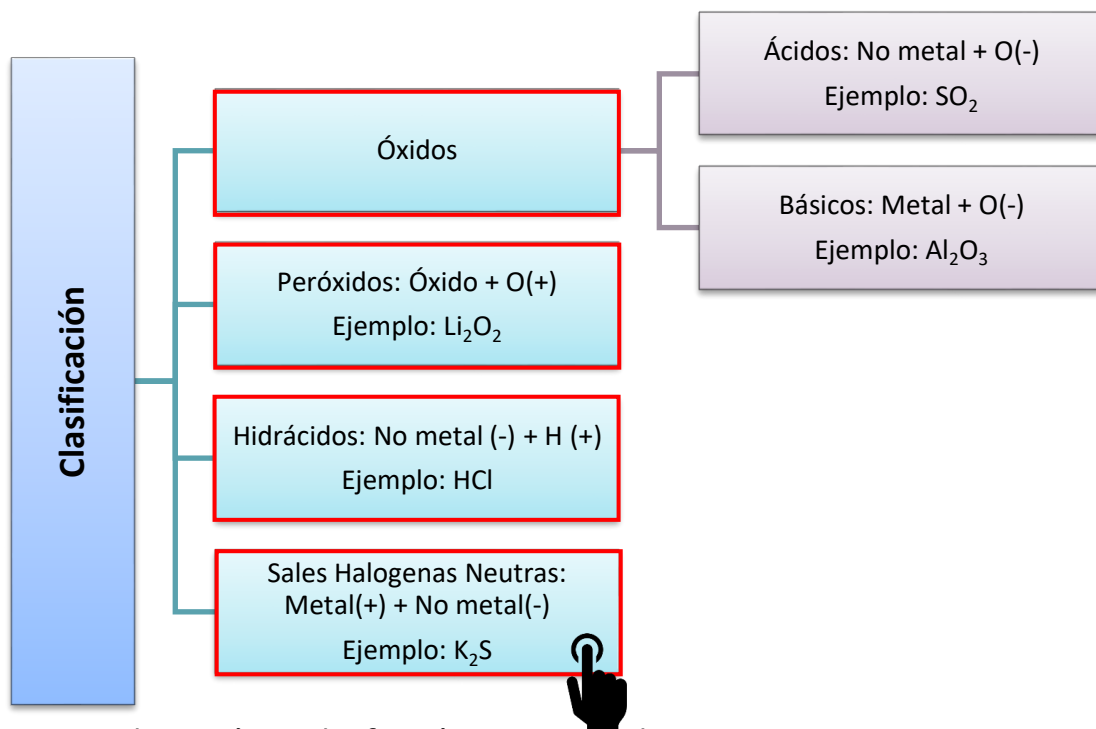 Clasificación
Óxidos
Ácidos: No metal + O(-)
Ejemplo: SO₂
Básicos: Metal + O(-)
Ejemplo: Al₂O₃
Peróxidos: Óxido + O(+)
Ejemplo: Li₂O₂
Hidrácidos: No metal (-) + H (+)
Ejemplo: HCl
Sales Halogenas Neutras:
Metal(+) + No metal(-)
Ejemplo: K₂S